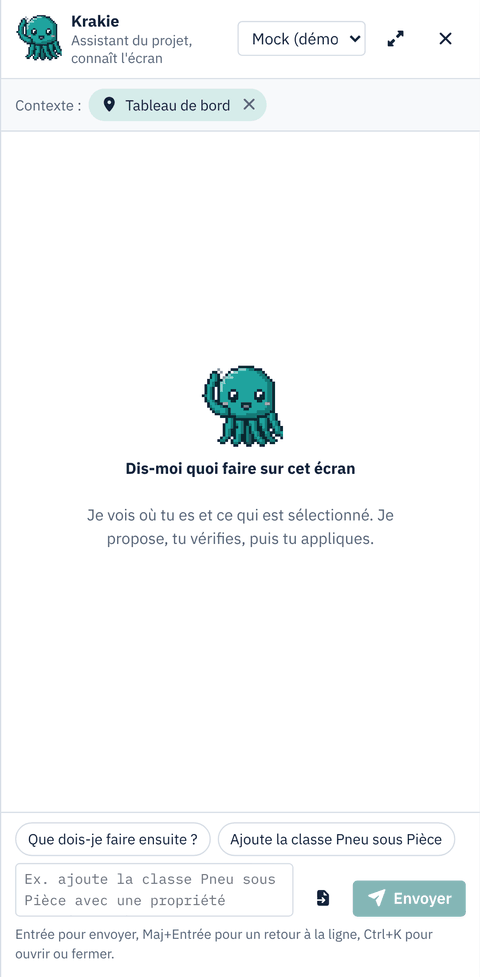 Krakie
Assistant du projet,
connaît l'écran
Mock (démo
Contexte :
Tableau de bord
Dis-moi quoi faire sur cet écran
Je vois où tu es et ce qui est sélectionné. Je
propose, tu vérifies, puis tu appliques.
Que dois-je faire ensuite ?
Ajoute la classe Pneu sous Pièce
Ex. ajoute la classe Pneu sous
Pièce avec une propriété
Envoyer
Entrée pour envoyer, Maj+Entrée pour un retour à la ligne, Ctrl+K pour
ouvrir ou fermer.